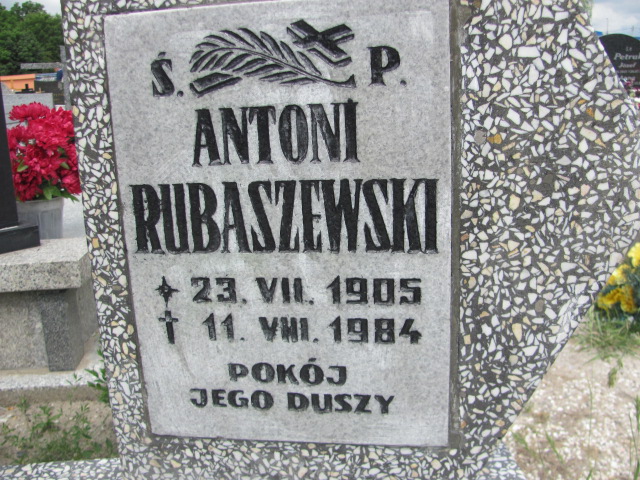 Ś. P.
ANTONI
RUBASZEWSKI
23. VII. 1905
11. VIII. 1984
POKÓJ
JEGO DUSZY